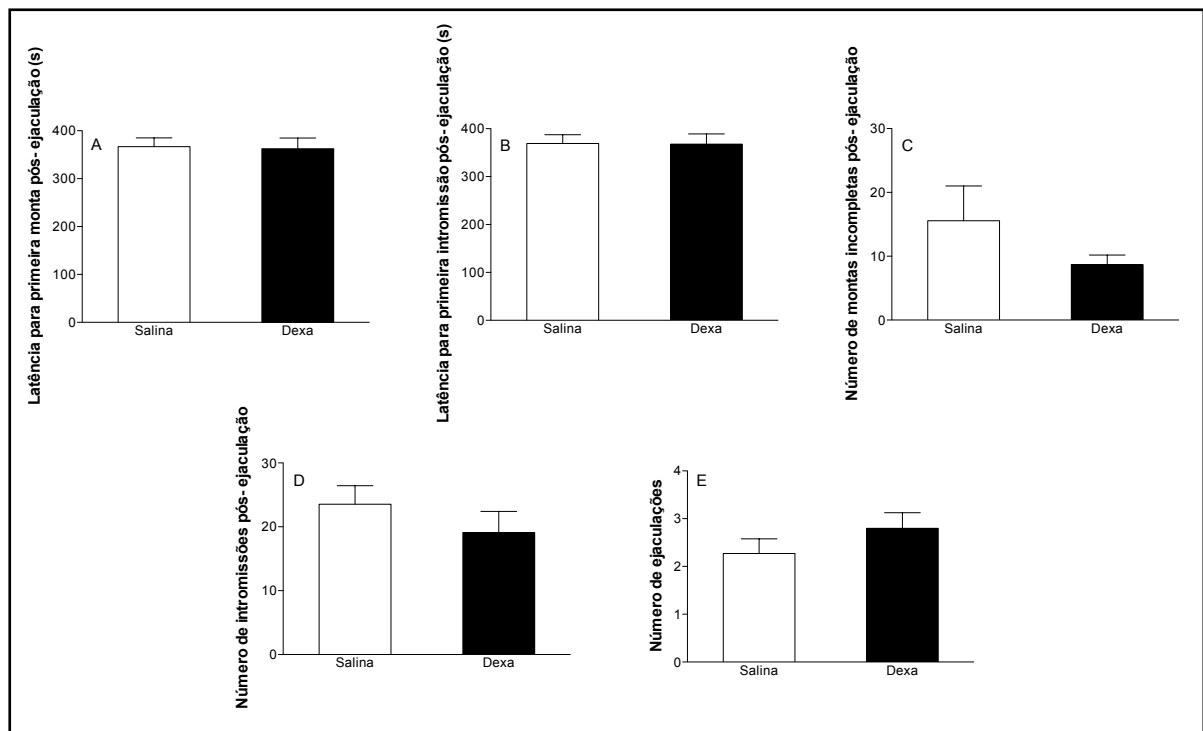 Latência para primeira monta pós- ejaculação (s)
A
400
300
200
100
0
Salina
Dexa
Latência para primeira intromissão pós-ejaculação (s)
B
400
300
200
100
0
Salina
Dexa
Número de montas incompletas pós- ejaculação
C
30
20
10
0
Salina
Dexa
Número de intromissões pós- ejaculação
D
30
20
10
0
Salina
Dexa
Número de ejaculações
E
4
3
2
1
0
Salina
Dexa